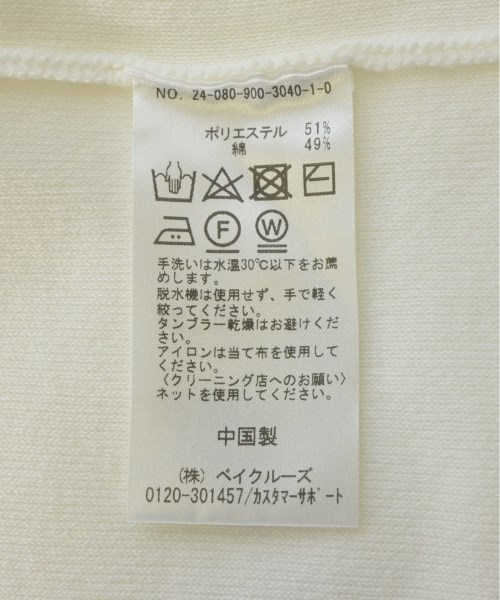 NO. 24-080-900-3040-1-0
ポリエステル 51%
綿 49%
F W
手洗いは水温30℃以下をお薦
めします。
脱水機は使用せず、手で軽く
絞ってください。
タンブラー乾燥はお避けくだ
さい。
アイロンは当て布を使用して
ください。
〈クリーニング店へのお願い〉
ネットを使用してください。
中国製
(株) ベイクルーズ
0120-301457/ｶｽﾀﾏｰｻﾎﾟｰﾄ